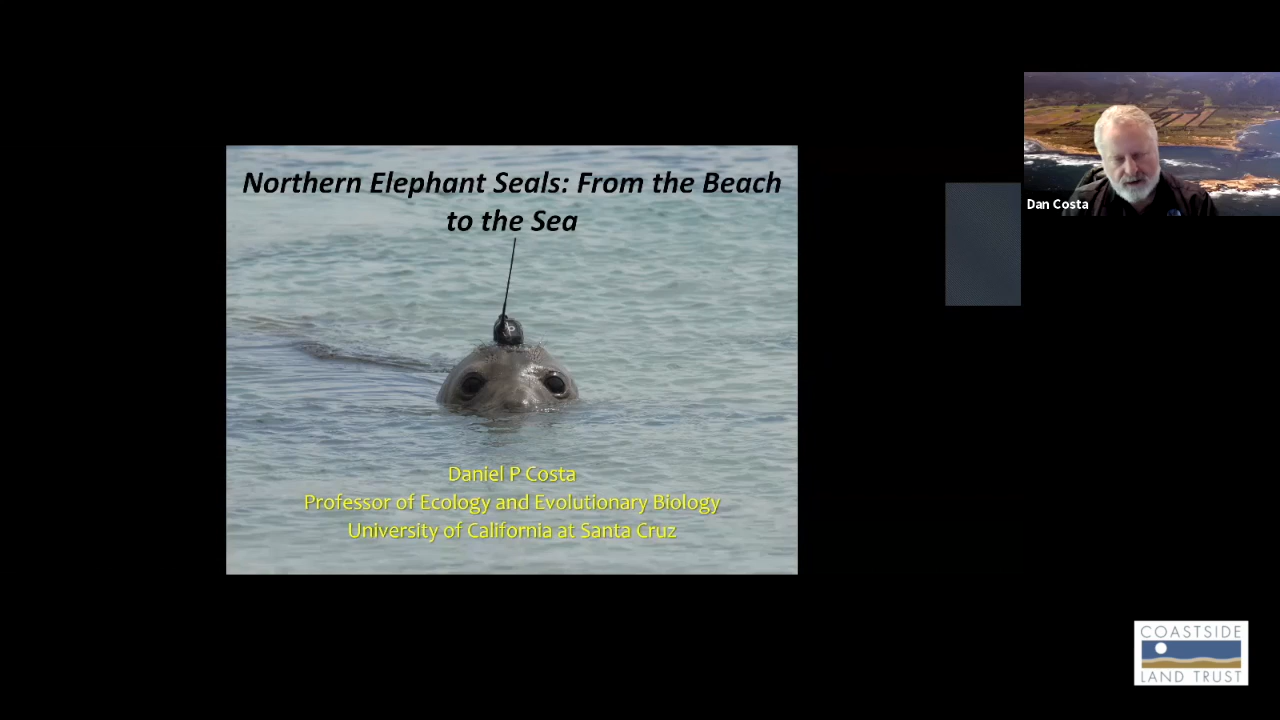 Northern Elephant Seals: From the Beach
to the Sea
Daniel P Costa
Professor of Ecology and Evolutionary Biology
University of California at Santa Cruz
Dan Costa
COASTSIDE
LAND TRUST